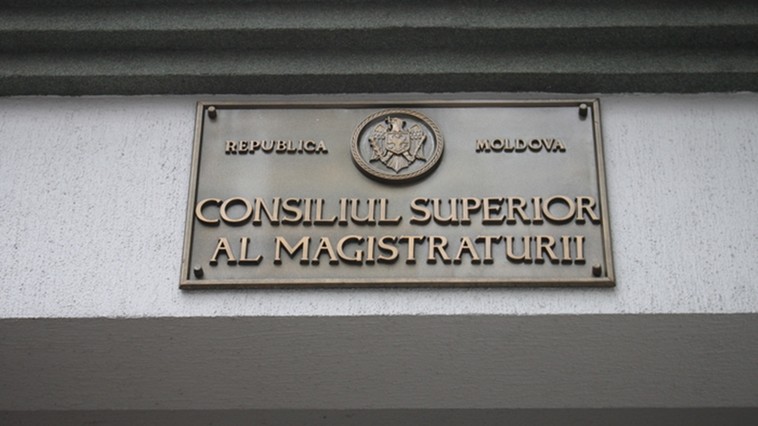 REPUBLICA MOLDOVA
CONSILIUL SUPERIOR
AL MAGISTRATURII